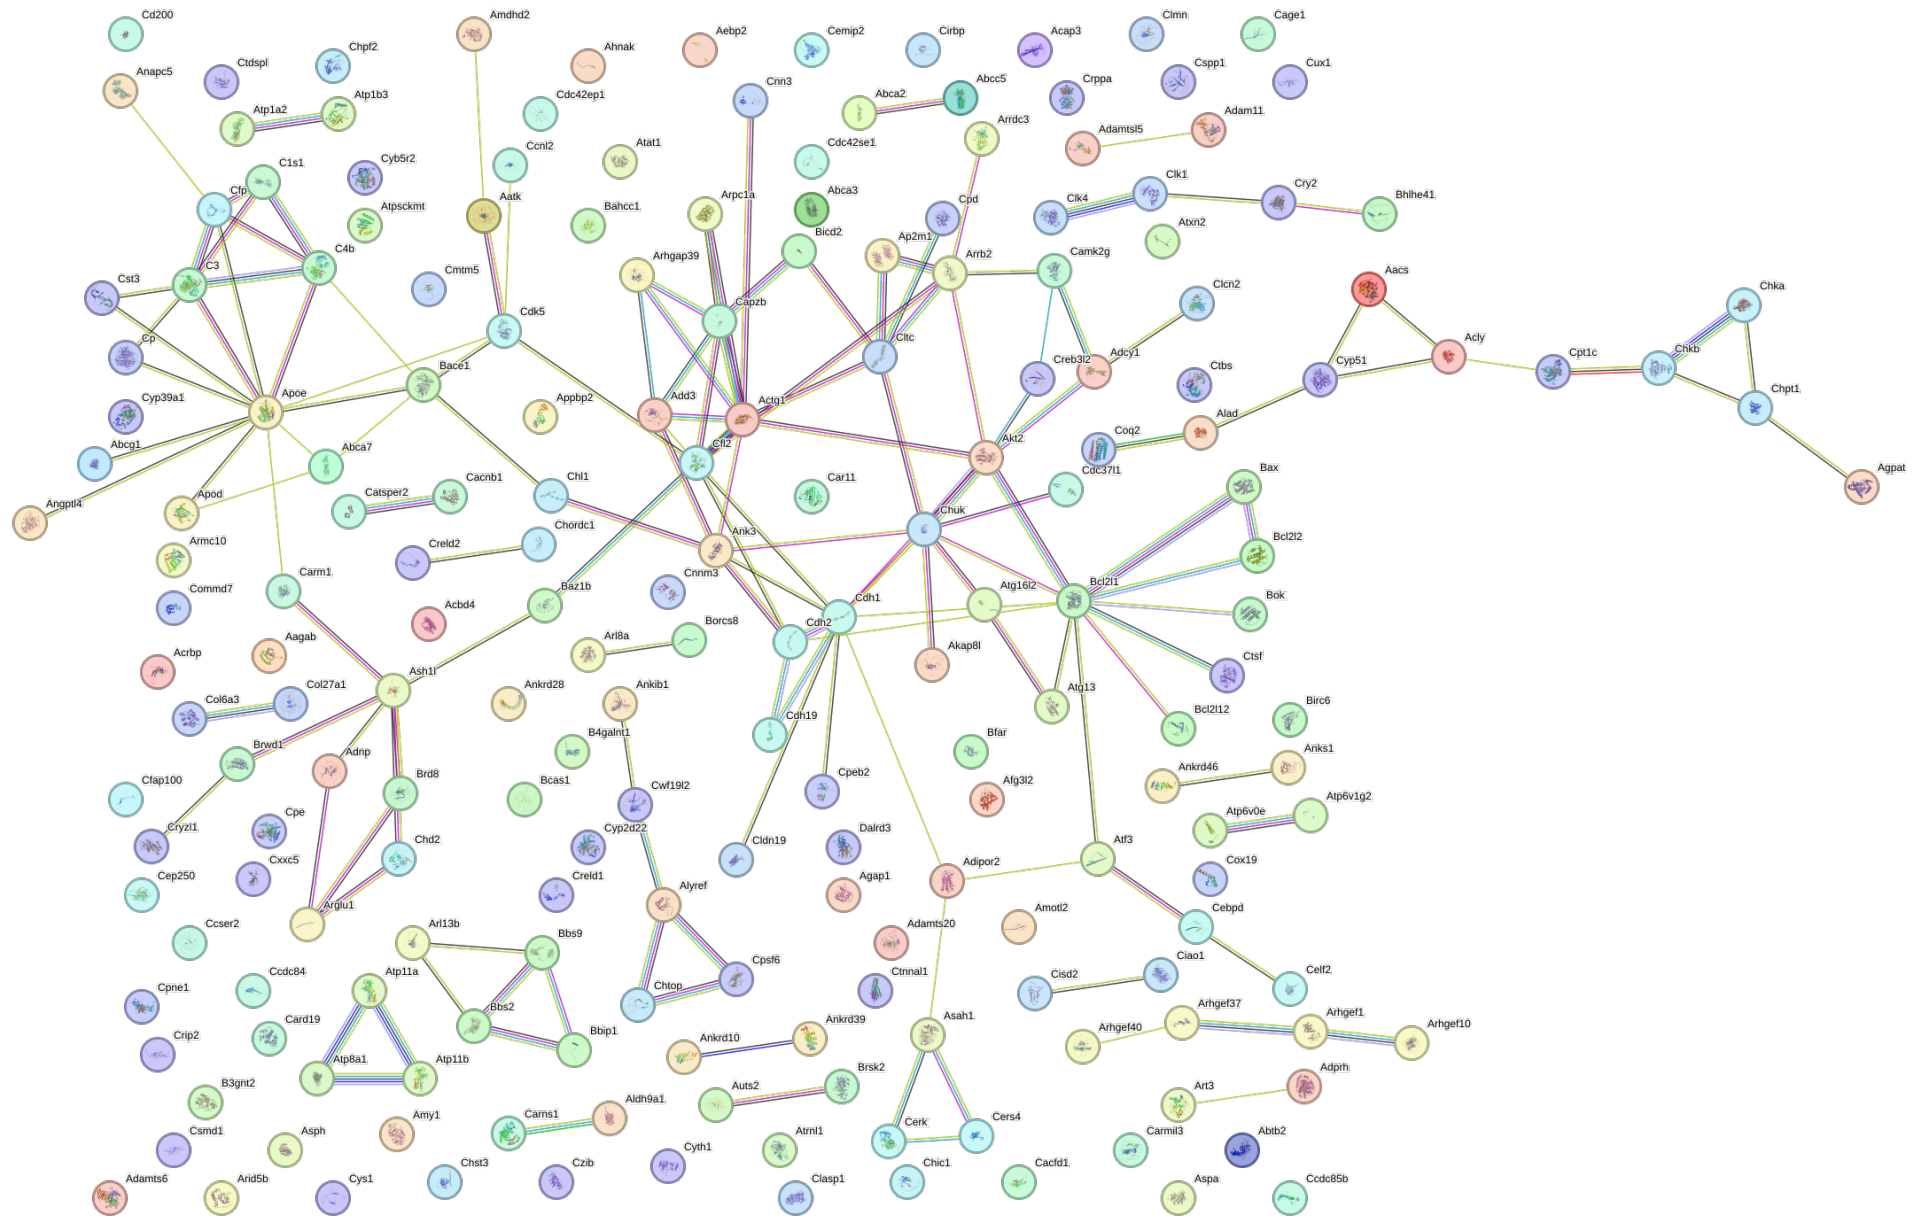 Cd200
Amdhd2
Aebp2
Cemip2
Cirbp
Acap3
Clmn
Cage1
Ahnak
Chpf2
Ctdspl
Anapc5
Cnn3
Abca2
Abcc5
Crppa
Cspp1
Cux1
Atp1b3
Atp1a2
Cdc42ep1
Arrdc3
Adam11
Adamtsl5
C1s1
Cyb5r2
Ccnl2
Atat1
Cdc42se1
Cfp
Aatk
Arpc1a
Abca3
Cpd
Clk4
Clk1
Cry2
Bhlhe41
Atpsckmt
Bahcc1
Bicd2
Ap2m1
Atxn2
C4b
C3
Arhgap39
Arrb2
Camk2g
Cst3
Cmtm5
Clcn2
Aacs
Chka
Capzb
Cdk5
Cltc
Cp
Bace1
Creb3l2
Adcy1
Acly
Cyp51
Cpt1c
Chkb
Cyp39a1
Apoe
Appbp2
Add3
Actg1
Ctbs
Chpt1
Abcg1
Abca7
Cfl2
Akt2
Coq2
Alad
Angptl4
Apod
Catsper2
Cacnb1
Chl1
Car11
Cdc37l1
Bax
Agpat
Armc10
Creld2
Chordc1
Ank3
Chuk
Bcl2l2
Commd7
Carm1
Acbd4
Baz1b
Cnnm3
Cdh1
Atg16l2
Bcl2l1
Bok
Acrbp
Aagab
Arl8a
Borcs8
Cdh2
Akap8l
Ctsf
Col6a3
Col27a1
Ash1l
Ankrd28
Ankib1
Cdh19
Atg13
Bcl2l12
Birc6
Brwd1
Adnp
B4galnt1
Bfar
Ankrd46
Anks1
Cfap100
Brd8
Bcas1
Cwf19l2
Cpeb2
Afg3l2
Atp6v0e
Atp6v1g2
Cryzl1
Cpe
Chd2
Cyp2d22
Cldn19
Dalrd3
Atf3
Cep250
Cxxc5
Creld1
Agap1
Adipor2
Cox19
Ccser2
Arglu1
Arl13b
Bbs9
Alyref
Adamts20
Amotl2
Cebpd
Cpne1
Ccdc84
Atp11a
Cpsf6
Ctnnal1
Cisd2
Ciao1
Celf2
Crip2
Card19
Bbs2
Chtop
Bbip1
Ankrd10
Ankrd39
Asah1
Arhgef40
Arhgef37
Arhgef1
Arhgef10
Atp8a1
Atp11b
B3gnt2
Amy1
Carns1
Aldh9a1
Auts2
Brsk2
Art3
Adprh
Csmd1
Asph
Cyth1
Atrnl1
Cerk
Cers4
Carmil3
Abtb2
Adamts6
Arid5b
Cys1
Chst3
Czib
Clasp1
Chic1
Cacfd1
Aspa
Ccdc85b